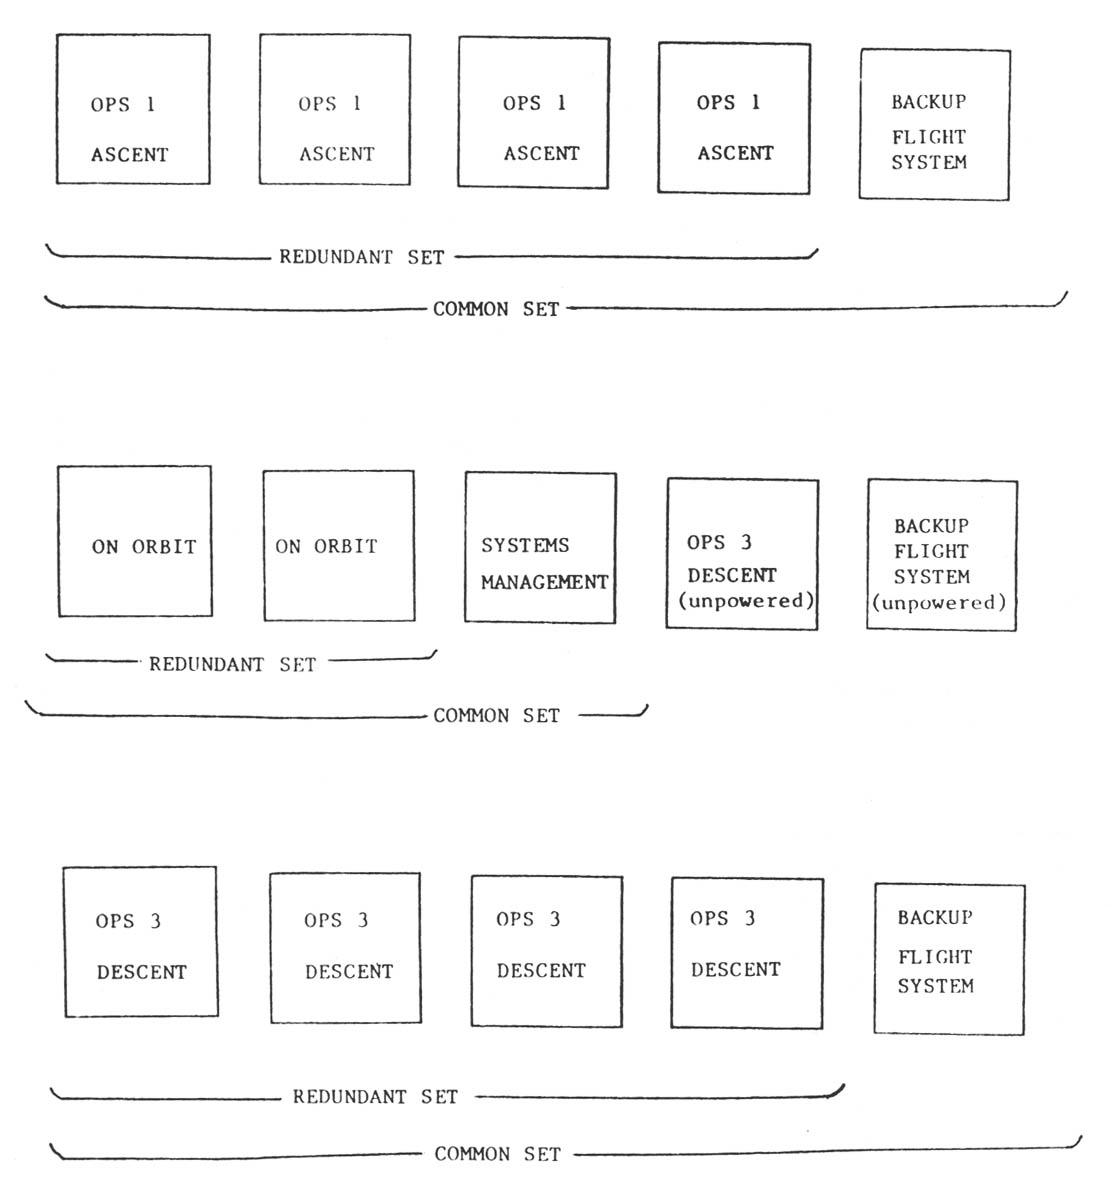 OPS 1
ASCENT
OPS 1
ASCENT
OPS 1
ASCENT
OPS 1
ASCENT
BACKUP
FLIGHT
SYSTEM
REDUNDANT SET
COMMON SET
ON ORBIT
ON ORBIT
SYSTEMS
MANAGEMENT
OPS 3
DESCENT
(unpowered)
BACKUP
FLIGHT
SYSTEM
(unpowered)
REDUNDANT SET
COMMON SET
OPS 3
DESCENT
OPS 3
DESCENT
OPS 3
DESCENT
OPS 3
DESCENT
BACKUP
FLIGHT
SYSTEM
REDUNDANT SET
COMMON SET